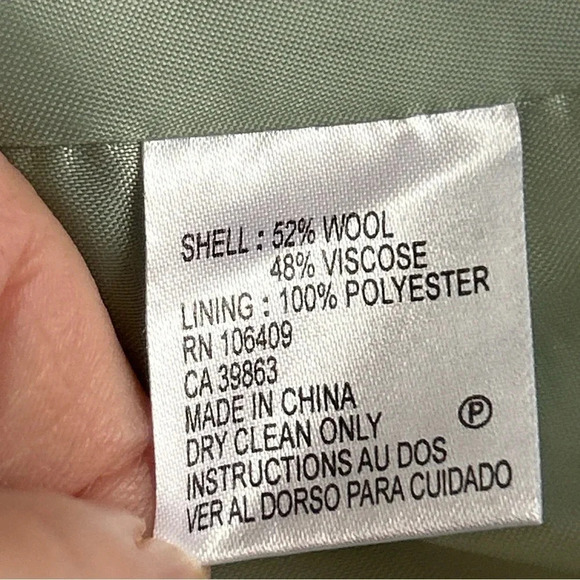 SHELL : 52% WOOL
48% VISCOSE
LINING : 100% POLYESTER
RN 106409
CA 39863
MADE IN CHINA
DRY CLEAN ONLY
P
INSTRUCTIONS AU DOS
VER AL DORSO PARA CUIDADO